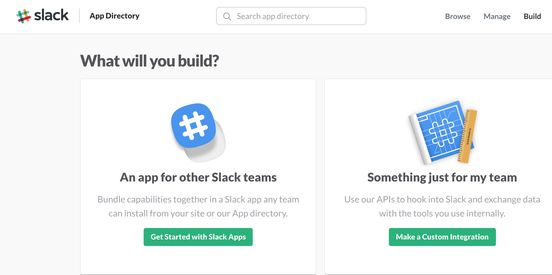 slack App Directory Search app directory Browse Manage Build
What will you build?
An app for other Slack teams
Bundle capabilities together in a Slack app any team
can install from your site or our App directory.
Get Started with Slack Apps
Something just for my team
Use our APIs to hook into Slack and exchange data
with the tools you use internally.
Make a Custom Integration